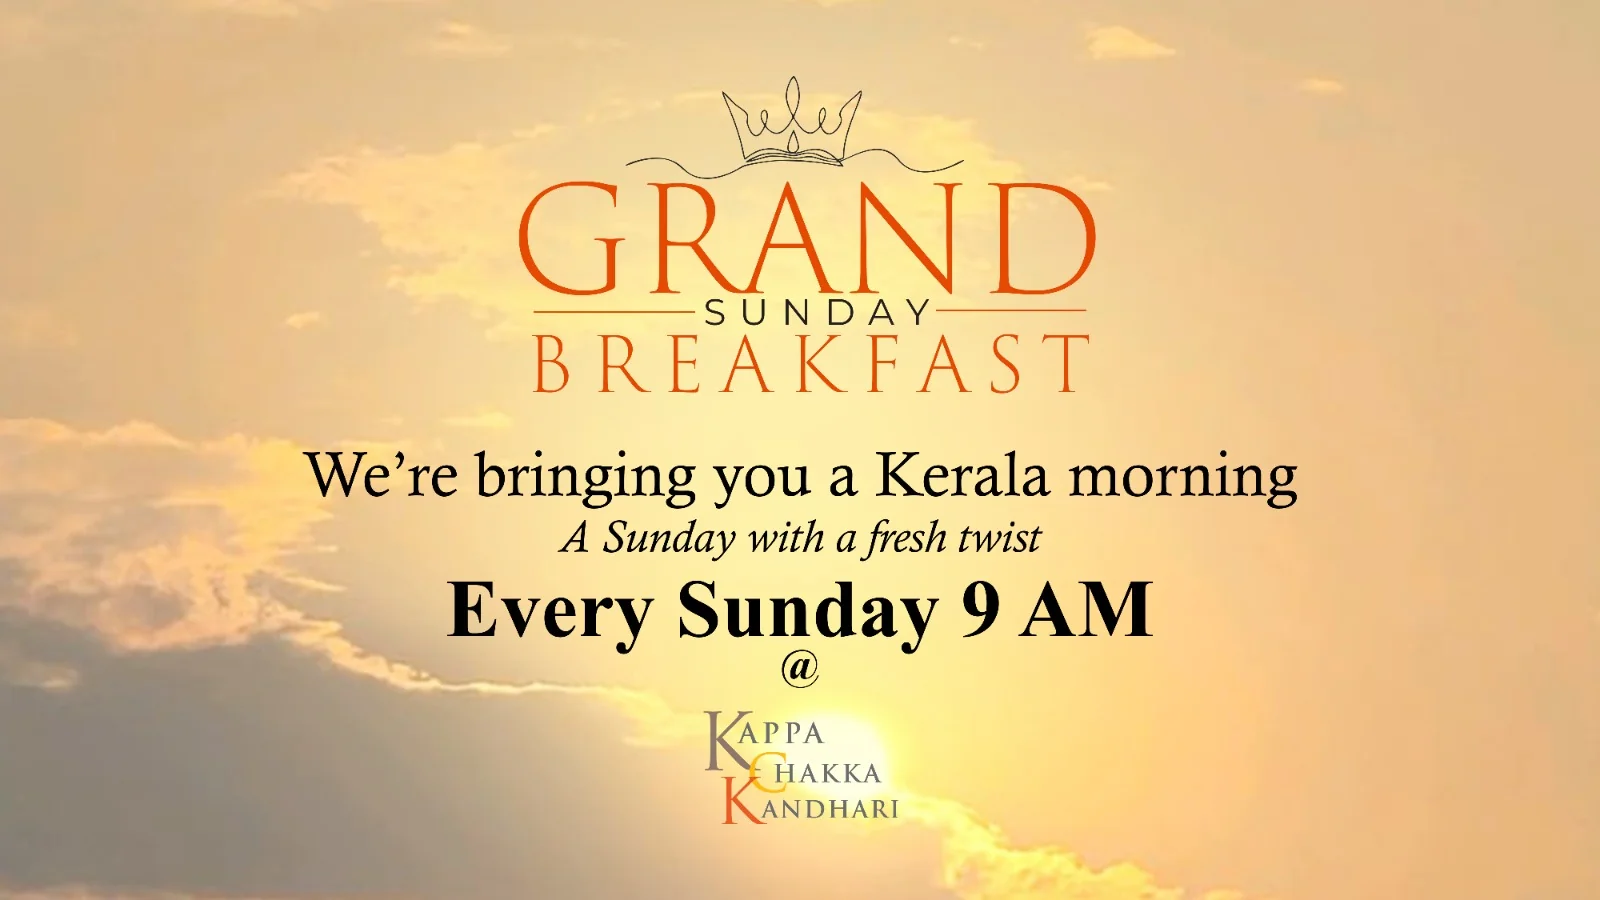 GRAND
SUNDAY
BREAKFAST
We’re bringing you a Kerala morning
A Sunday with a fresh twist
Every Sunday 9 AM
@
KAPPA
CHAKKA
KANDHARI